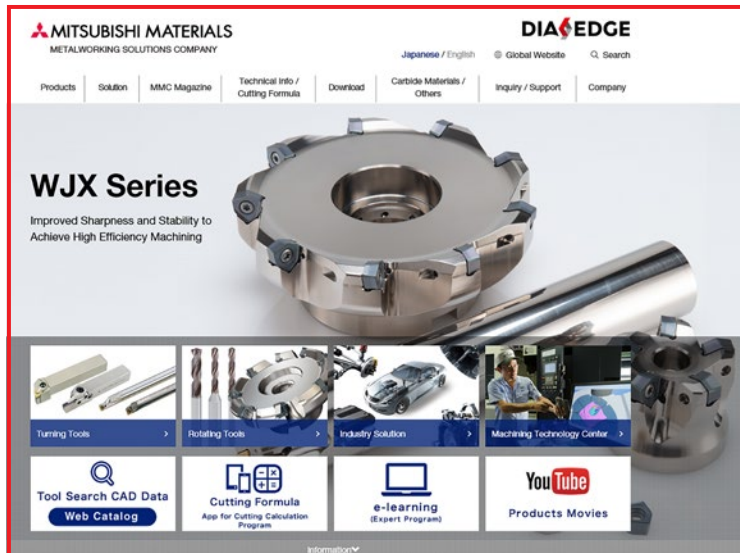 MITSUBISHI MATERIALS
METALWORKING SOLUTIONS COMPANY
DIAEDGE
Japanese / English
Global Website
Search
Products
Solution
MMC Magazine
Technical Info /
Cutting Formula
Download
Carbide Materials /
Others
Inquiry / Support
Company
WJX Series
Improved Sharpness and Stability to
Achieve High Efficiency Machining
Turning Tools
Rotating Tools
Industry Solution
Machining Technology Center
Tool Search CAD Data
Web Catalog
Cutting Formula
App for Cutting Calculation
Program
e-learning
(Expert Program)
YouTube
Products Movies
Information